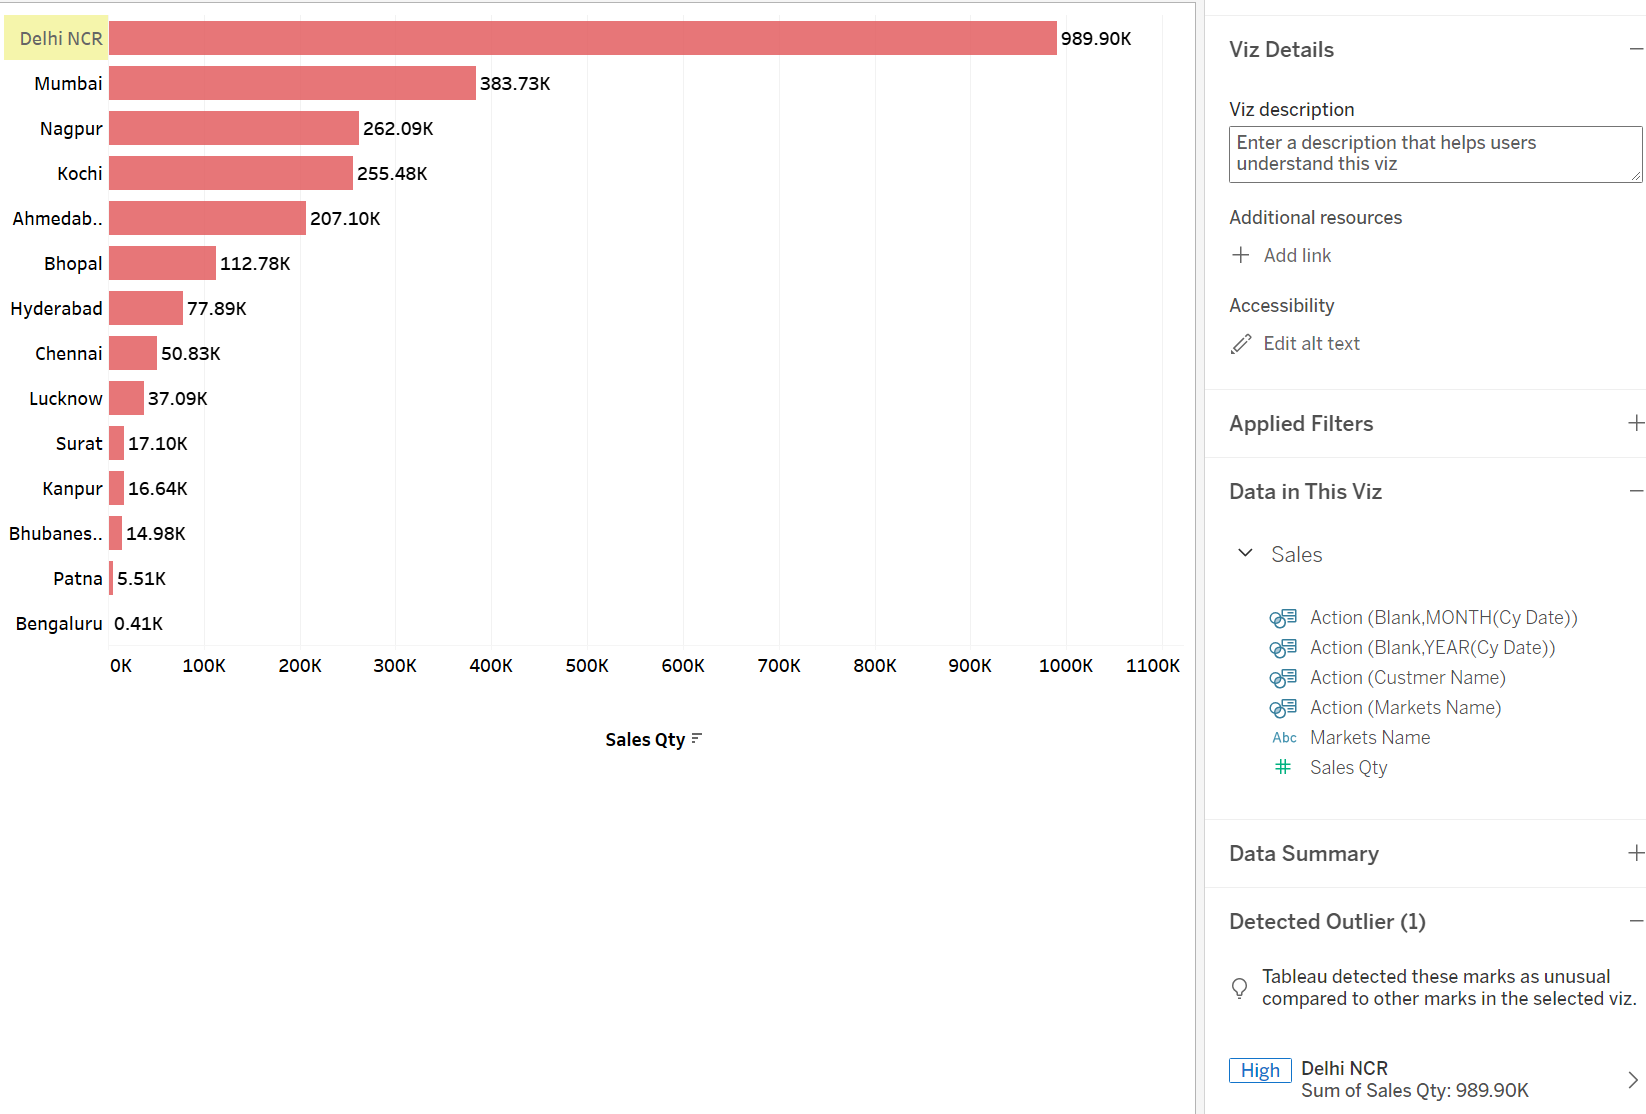 Delhi NCR 989.90K
Mumbai 383.73K
Nagpur 262.09K
Kochi 255.48K
Ahmedab.. 207.10K
Bhopal 112.78K
Hyderabad 77.89K
Chennai 50.83K
Lucknow 37.09K
Surat 17.10K
Kanpur 16.64K
Bhubanes.. 14.98K
Patna 5.51K
Bengaluru 0.41K
0K 100K 200K 300K 400K 500K 600K 700K 800K 900K 1000K 1100K
Sales Qty
Viz Details
Viz description
Enter a description that helps users
understand this viz
Additional resources
Add link
Accessibility
Edit alt text
Applied Filters
Data in This Viz
Sales
Action (Blank,MONTH(Cy Date))
Action (Blank,YEAR(Cy Date))
Action (Custmer Name)
Action (Markets Name)
Abc Markets Name
Sales Qty
Data Summary
Detected Outlier (1)
Tableau detected these marks as unusual
compared to other marks in the selected viz.
High Delhi NCR
Sum of Sales Qty: 989.90K